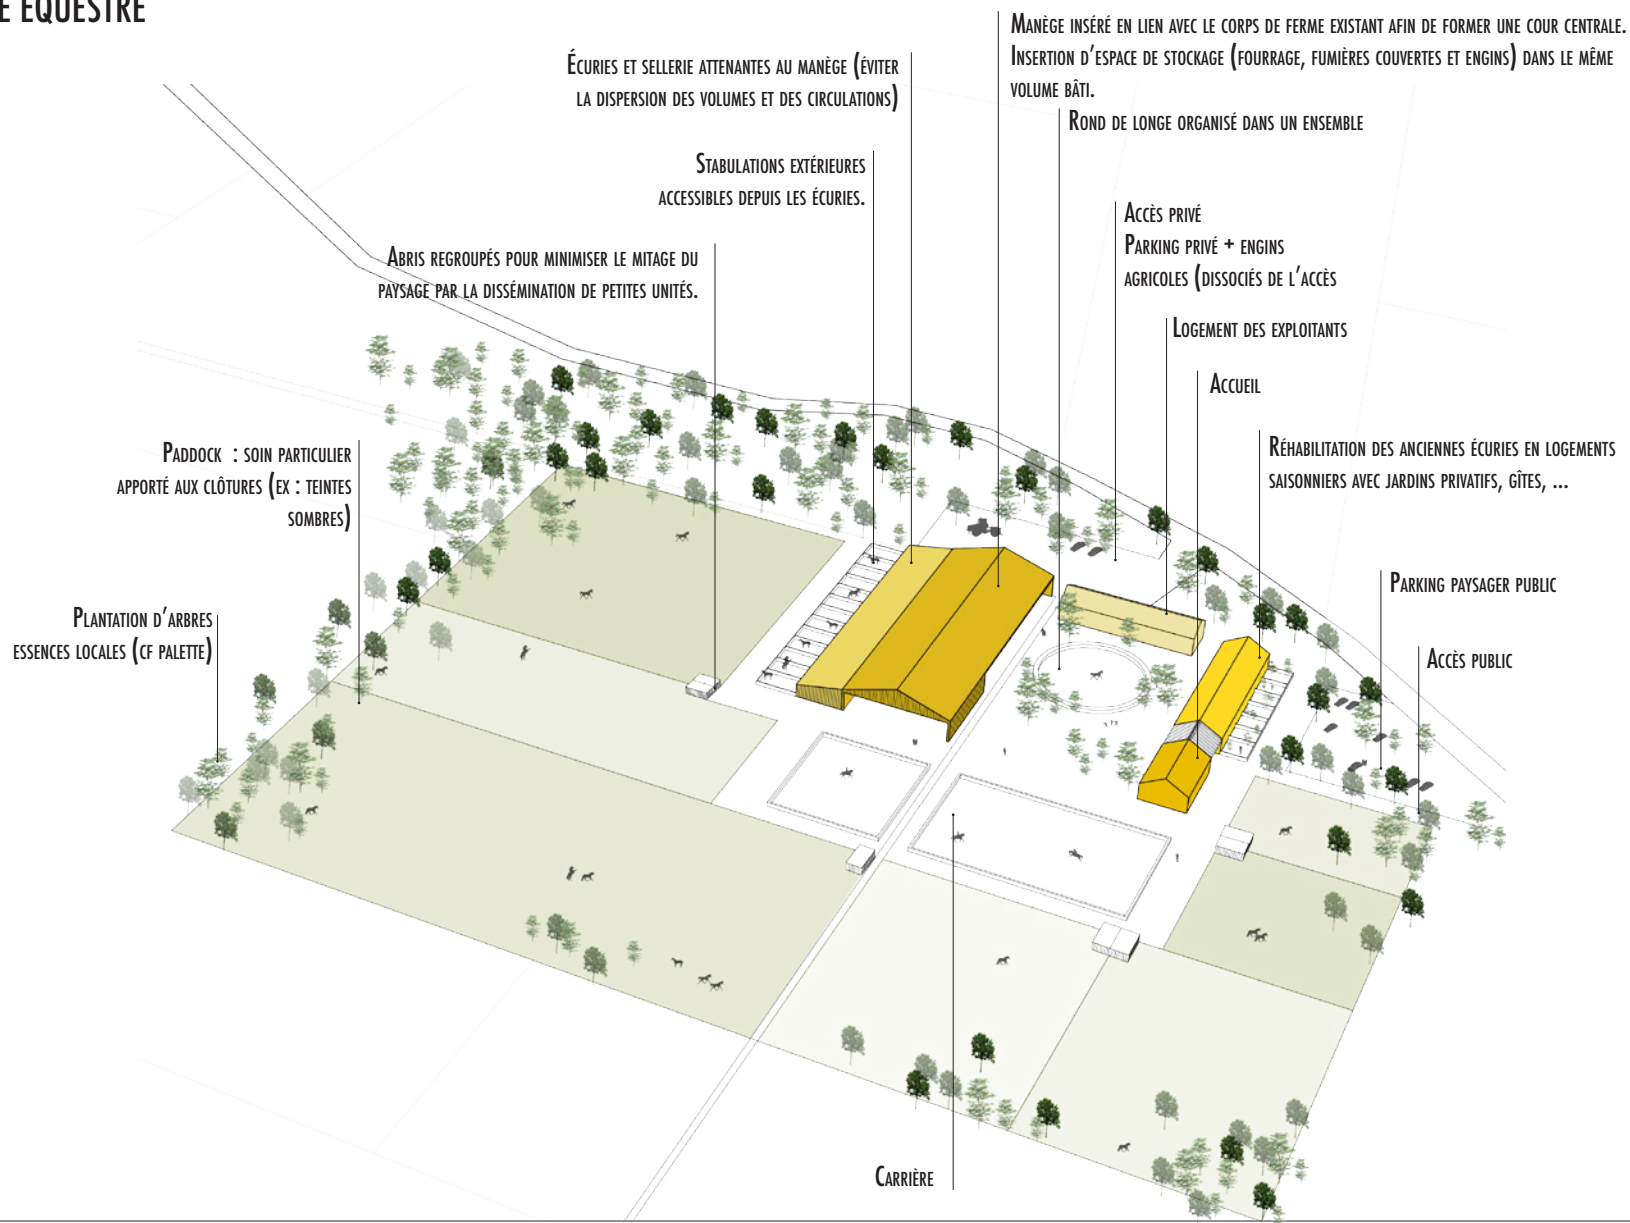 E ÉQUESTRE
Manège inséré en lien avec le corps de ferme existant afin de former une cour centrale.
Insertion d'espace de stockage (fourrage, fumières couvertes et engins) dans le même
volume bâti.
Écuries et sellerie attenantes au manège (éviter
la dispersion des volumes et des circulations)
Rond de longe organisé dans un ensemble
Stabulations extérieures
accessibles depuis les écuries.
Accès privé
Parking privé + engins
agricoles (dissociés de l'accès
Abris regroupés pour minimiser le mitage du
paysage par la dissémination de petites unités.
Logement des exploitants
Accueil
Réhabilitation des anciennes écuries en logements
saisonniers avec jardins privatifs, gîtes, ...
Paddock : soin particulier
apporté aux clôtures (ex : teintes
sombres)
Parking paysager public
Plantation d'arbres
essences locales (cf palette)
Accès public
Carrière